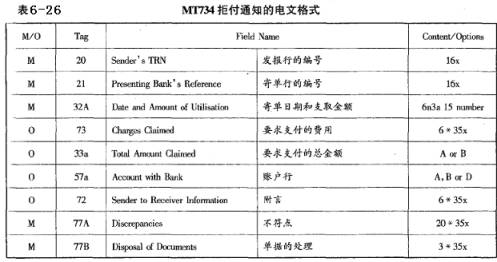 表6-26 MT734拒付通知的电文格式
M/O Tag Field Name Content/Options
M 20 Sender's TRN 发报行的编号 16x
M 21 Presenting Bank's Reference 寄单行的编号 16x
M 32A Date and Amount of Utilisation 寄单日期和支取金额 6n3a 15 number
O 73 Charges Claimed 要求支付的费用 6*35x
O 33a Total Amount Claimed 要求支付的总金额 A or B
O 57a Account with Bank 账户行 A,B or D
O 72 Sender to Receiver Information 附言 6*35x
M 77A Discrepancies 不符点 20*35x
M 77B Disposal of Documents 单据的处理 3*35x